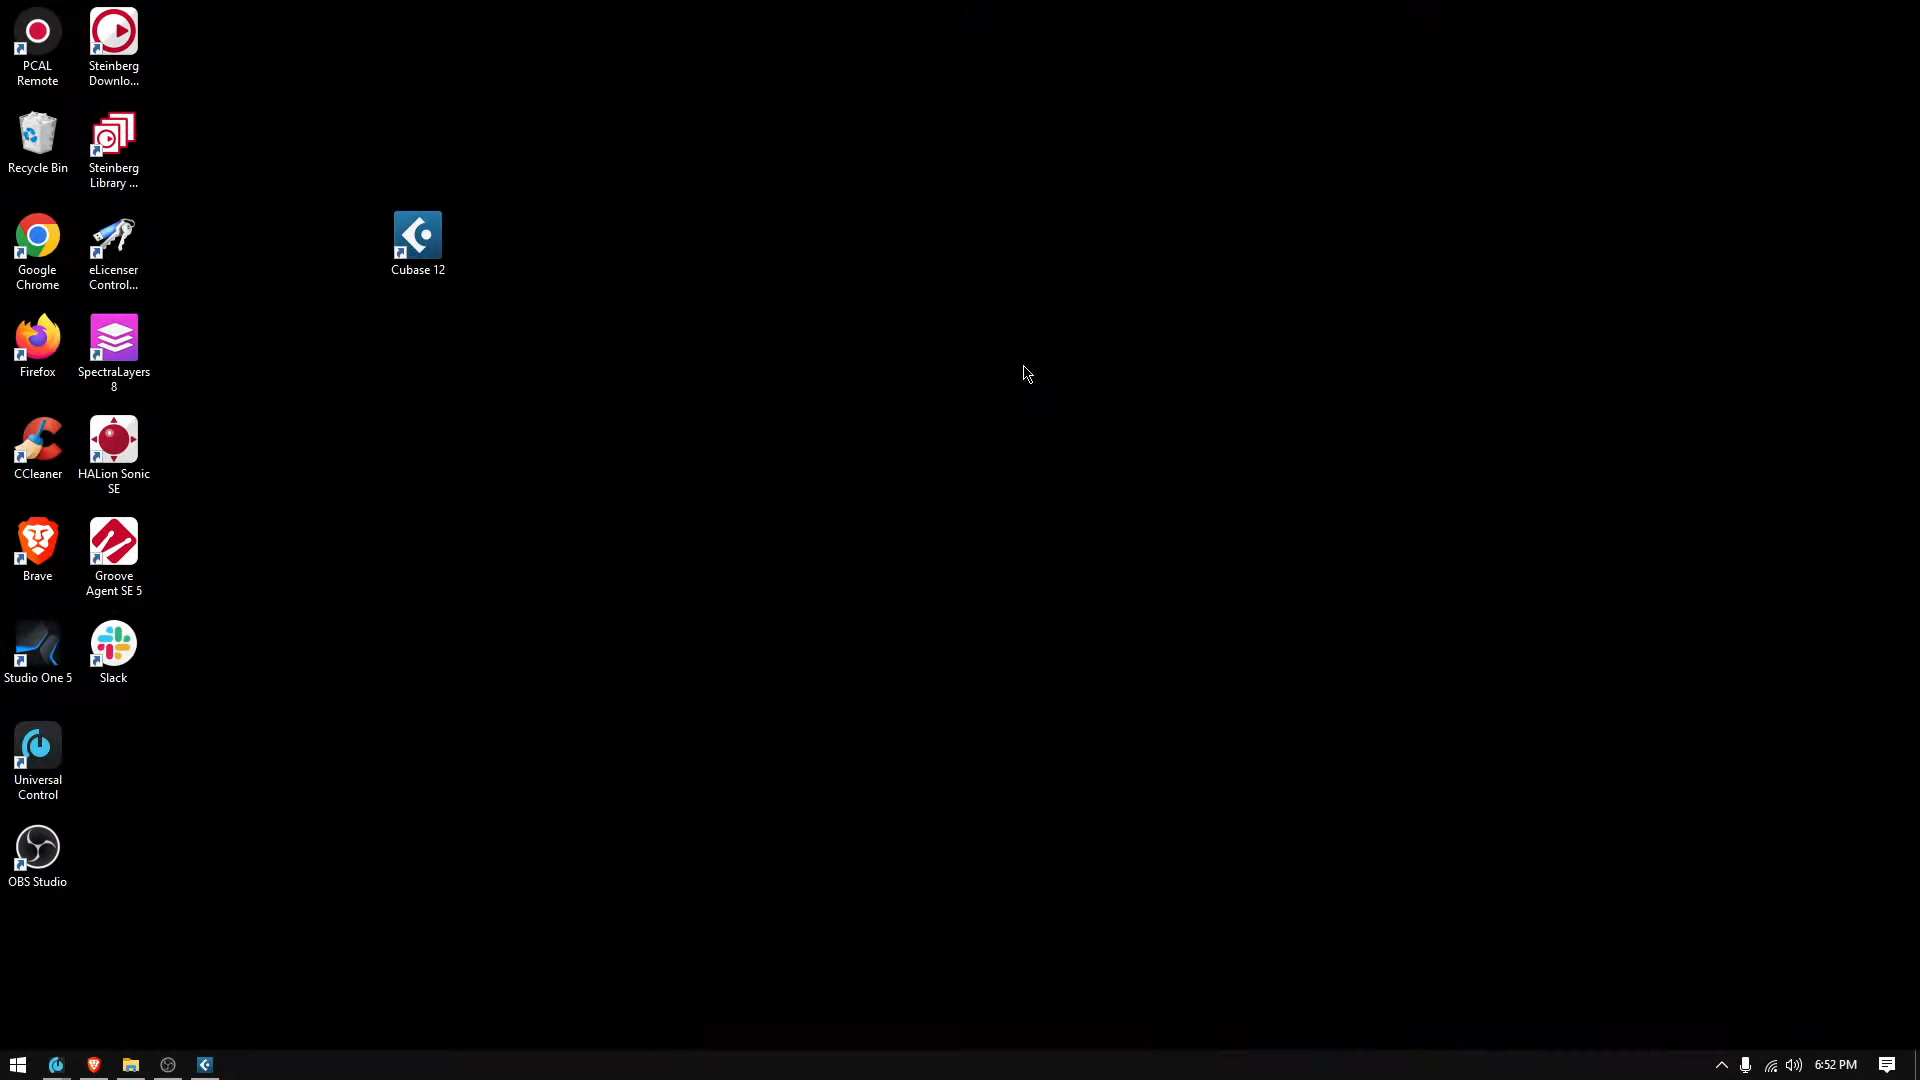 PCAL
Remote
Steinberg
Downlo...
Recycle Bin
Steinberg
Library ...
Google
Chrome
eLicenser
Control...
Cubase 12
Firefox
SpectraLayers
8
CCleaner
HALion Sonic
SE
Brave
Groove
Agent SE 5
Studio One 5
Slack
Universal
Control
OBS Studio
6:52 PM